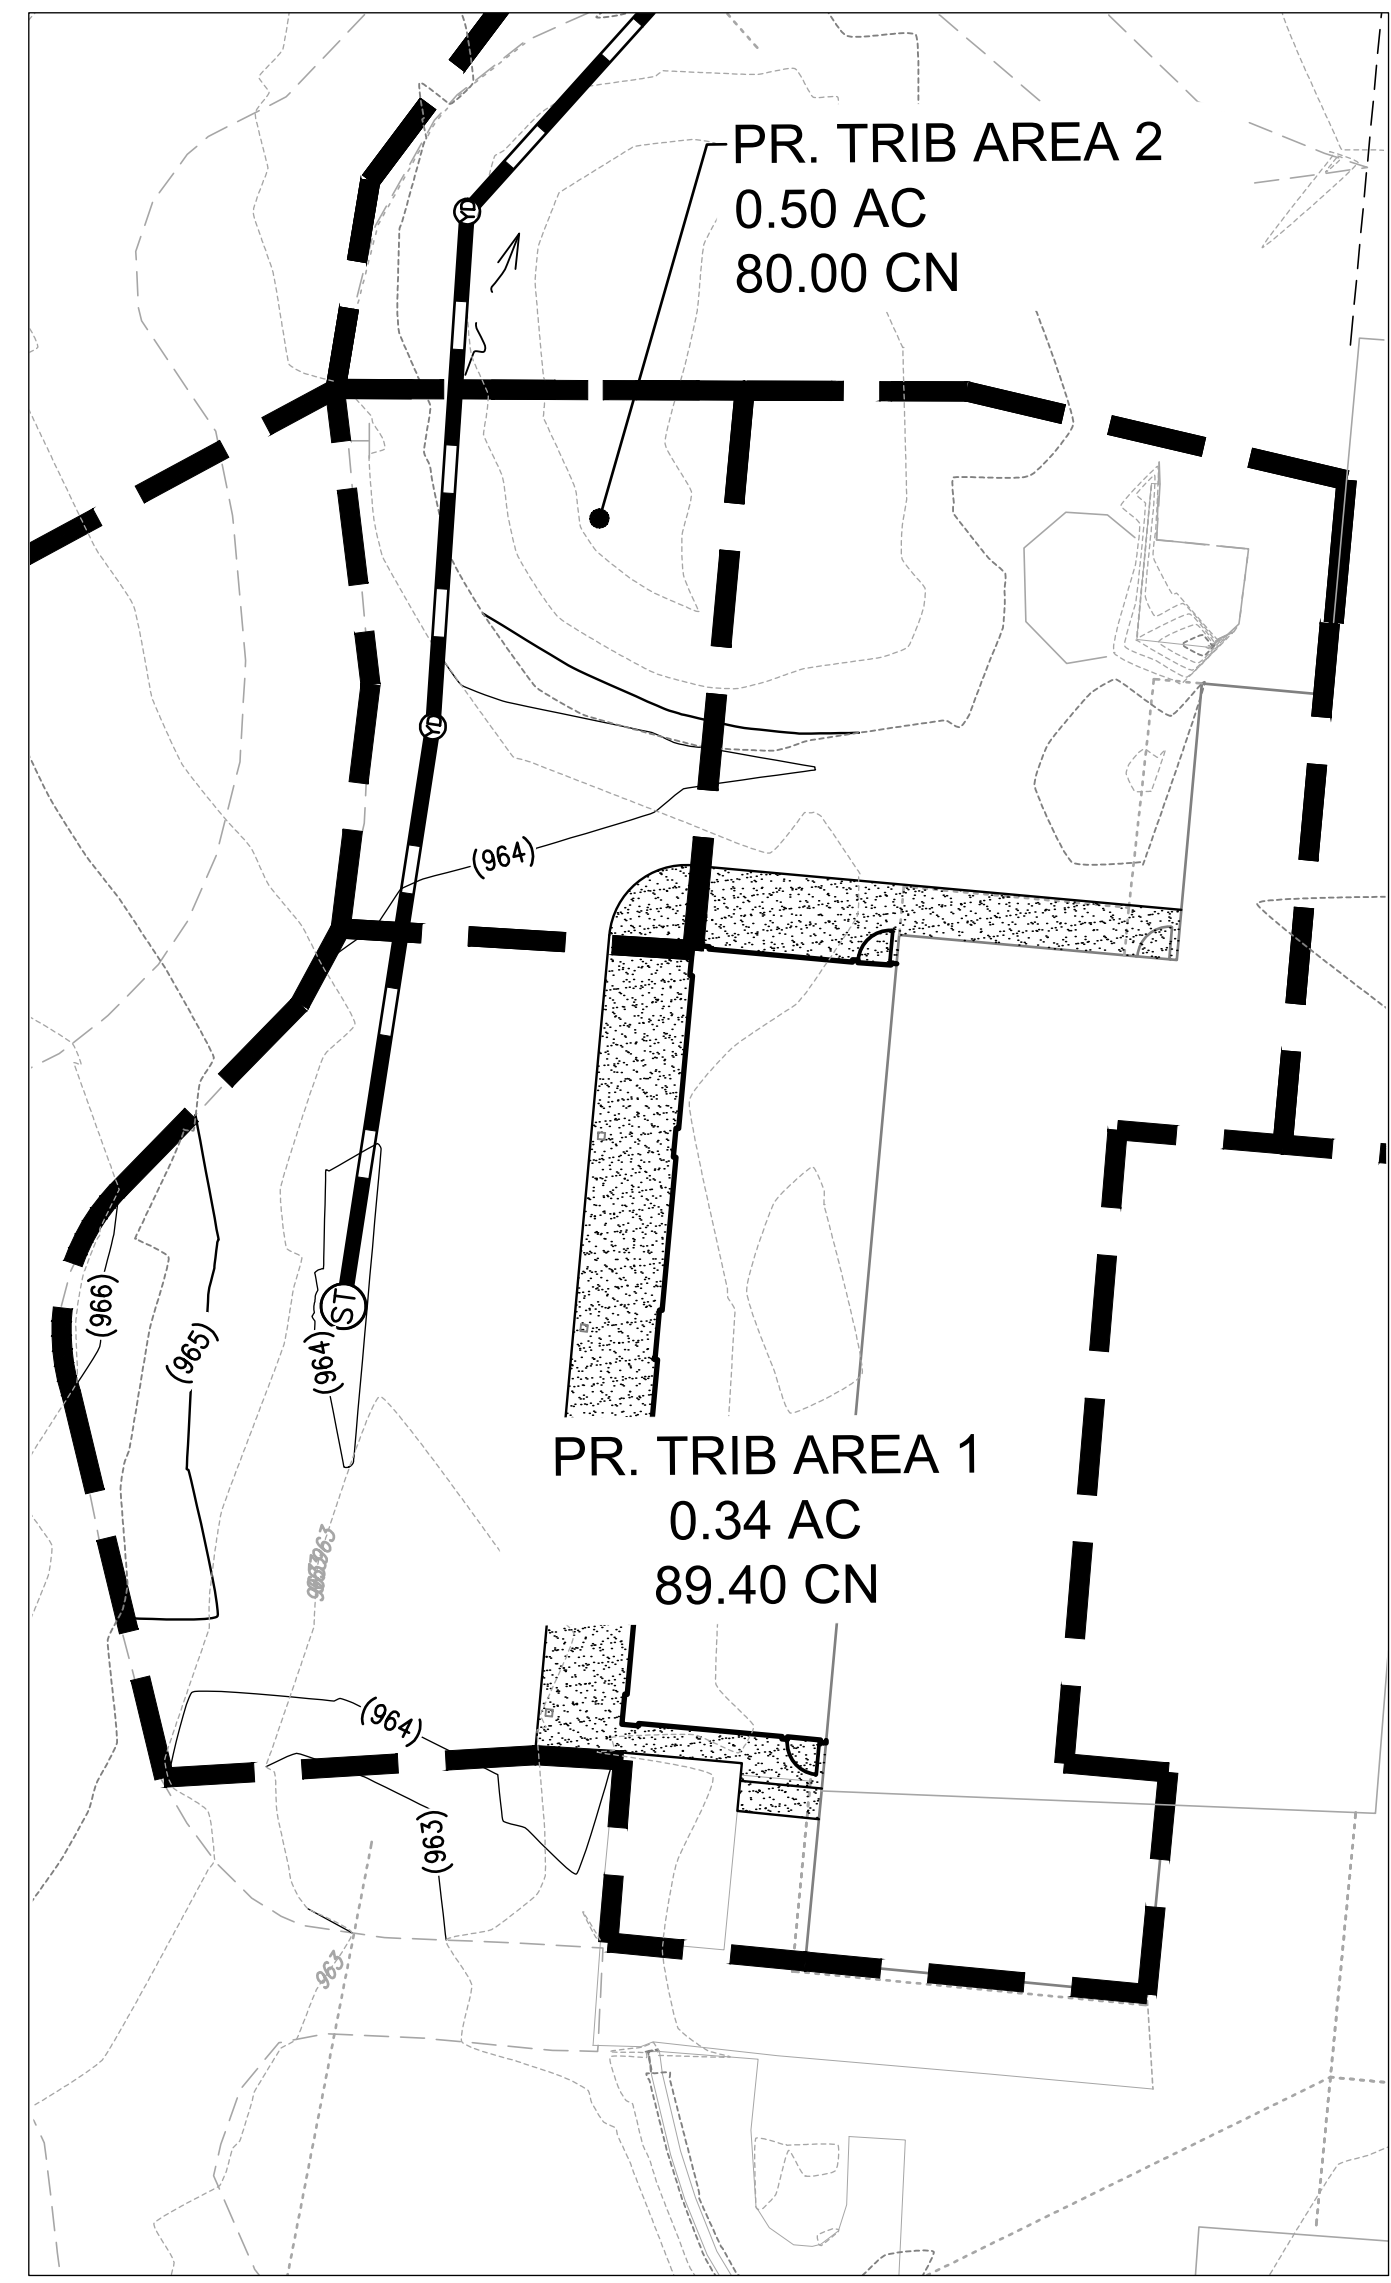 PR. TRIB AREA 2
0.50 AC
80.00 CN
YD
YD
(964)
(966)
(965)
ST
(964)
PR. TRIB AREA 1
0.34 AC
89.40 CN
963
(964)
(963)
963